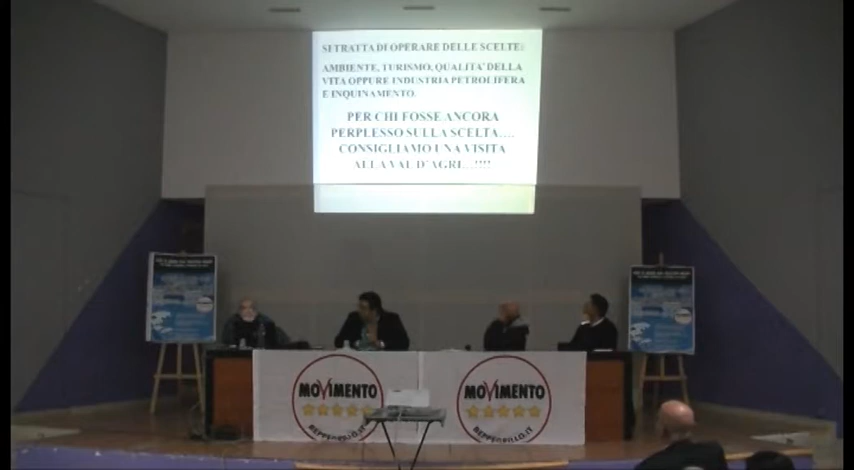 SI TRATTA DI OPERARE DELLE SCELTE:
AMBIENTE, TURISMO, QUALITA' DELLA
VITA OPPURE INDUSTRIA PETROLIFERA
E INQUINAMENTO.
PER CHI FOSSE ANCORA
PERPLESSO SULLA SCELTA....
CONSIGLIAMO UNA VISITA
ALLA VAL D'AGRI...!!!!
MOVIMENTO
BEPPEGRILLO.IT
MOVIMENTO
BEPPEGRILLO.IT